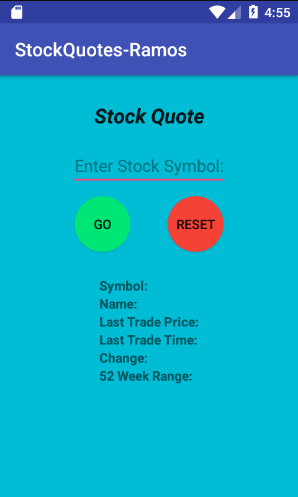 4:55
StockQuotes-Ramos
Stock Quote
Enter Stock Symbol:
GO
RESET
Symbol:
Name:
Last Trade Price:
Last Trade Time:
Change:
52 Week Range: